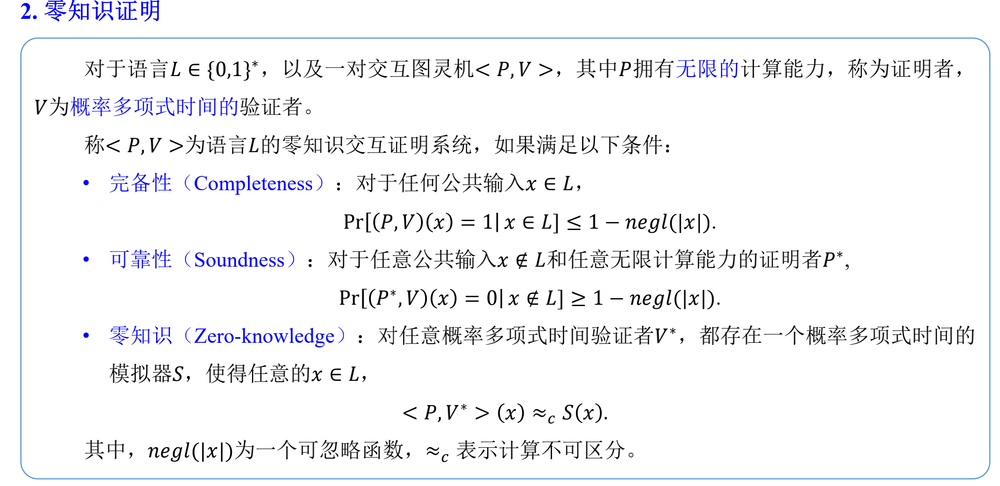 2. 零知识证明
对于语言L ∈ {0,1}*，以及一对交互图灵机< P, V >，其中P拥有无限的计算能力，称为证明者，
V为概率多项式时间的验证者。
称< P, V >为语言L的零知识交互证明系统，如果满足以下条件：
• 完备性（Completeness）：对于任何公共输入x ∈ L，
Pr[(P, V)(x) = 1| x ∈ L] ≤ 1 − negl(|x|).
• 可靠性（Soundness）：对于任意公共输入x ∉ L和任意无限计算能力的证明者P*,
Pr[(P*, V)(x) = 0| x ∉ L] ≥ 1 − negl(|x|).
• 零知识（Zero-knowledge）：对任意概率多项式时间验证者V*，都存在一个概率多项式时间的
模拟器S，使得任意的x ∈ L，
< P, V* > (x) ≈c S(x).
其中，negl(|x|)为一个可忽略函数，≈c 表示计算不可区分。